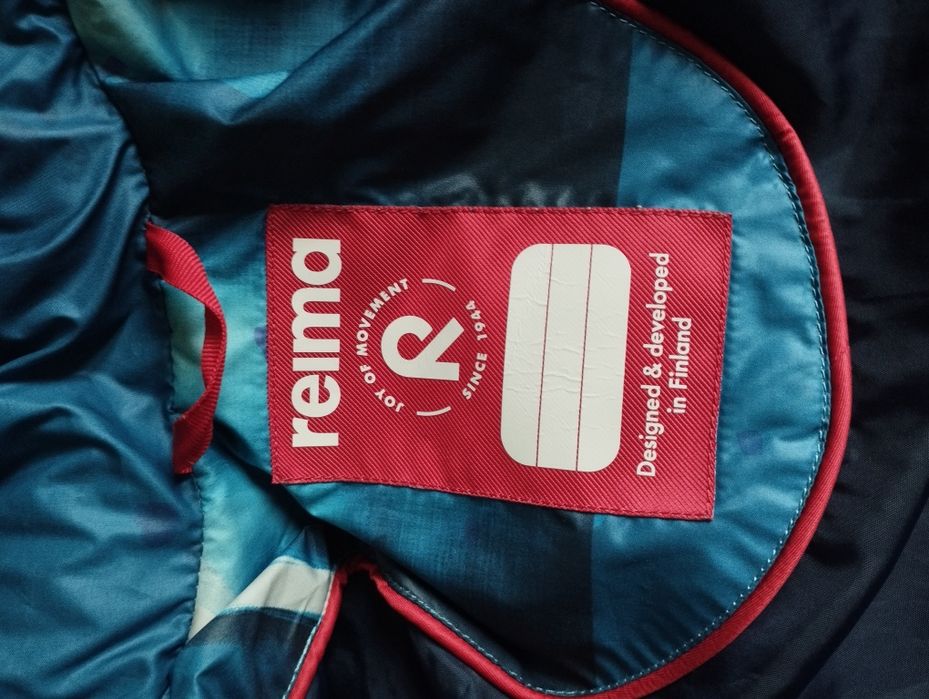 reima
JOY OF MOVEMENT
R
SINCE 1944
Designed & developed
in Finland